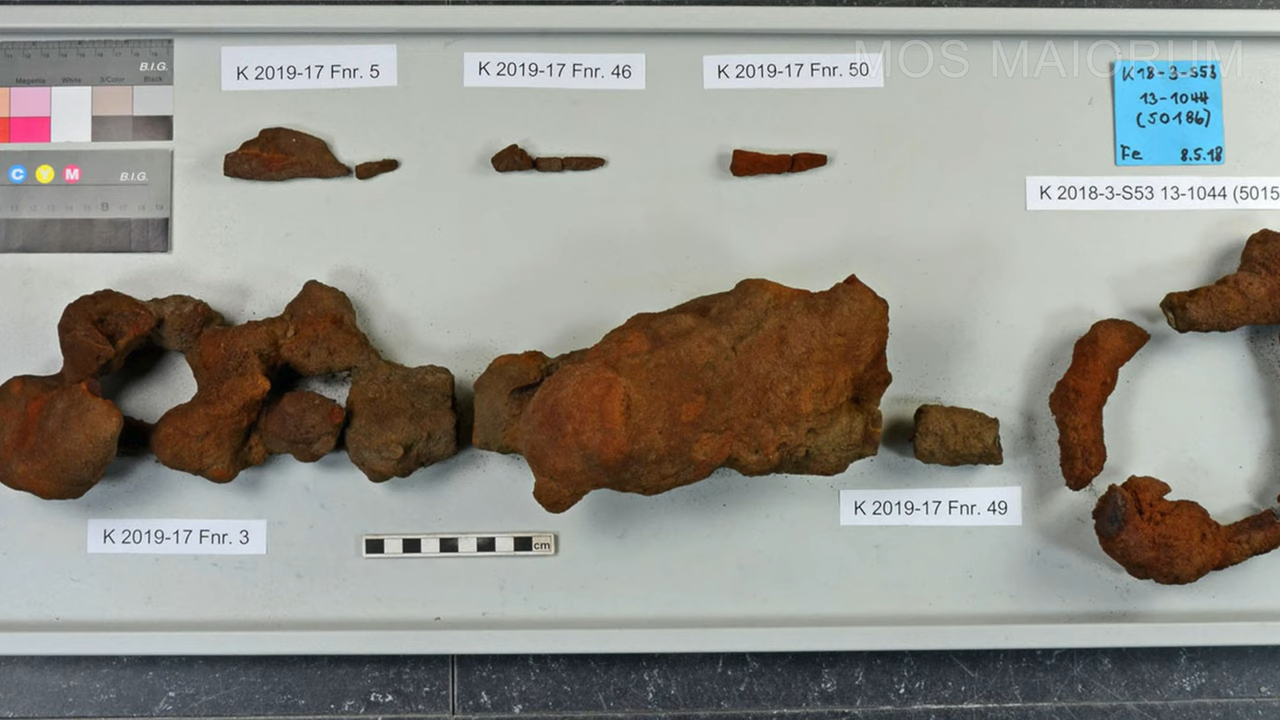 MOS MAIORUM
B.I.G.
Magenta White 3/Color Black
C Y M
B.I.G.
K 2019-17 Fnr. 5
K 2019-17 Fnr. 46
K 2019-17 Fnr. 50
K18-3-S53
13-1044
(50186)
Fe 8.5.18
K 2018-3-S53 13-1044 (5015
K 2019-17 Fnr. 3
cm
K 2019-17 Fnr. 49